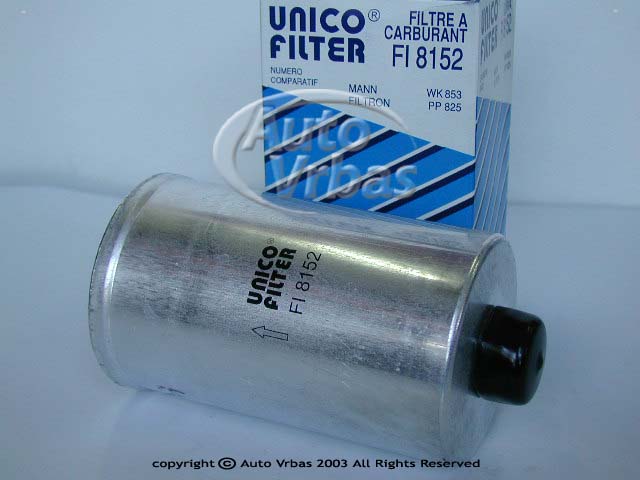 UNICO®
FILTER
FILTRE A
CARBURANT
FI 8152
NUMERO
COMPARATIF
MANN WK 853
FILTRON PP 825
Auto
Vrbas
UNICO®
FILTER
FI 8152
copyright © Auto Vrbas 2003 All Rights Reserved